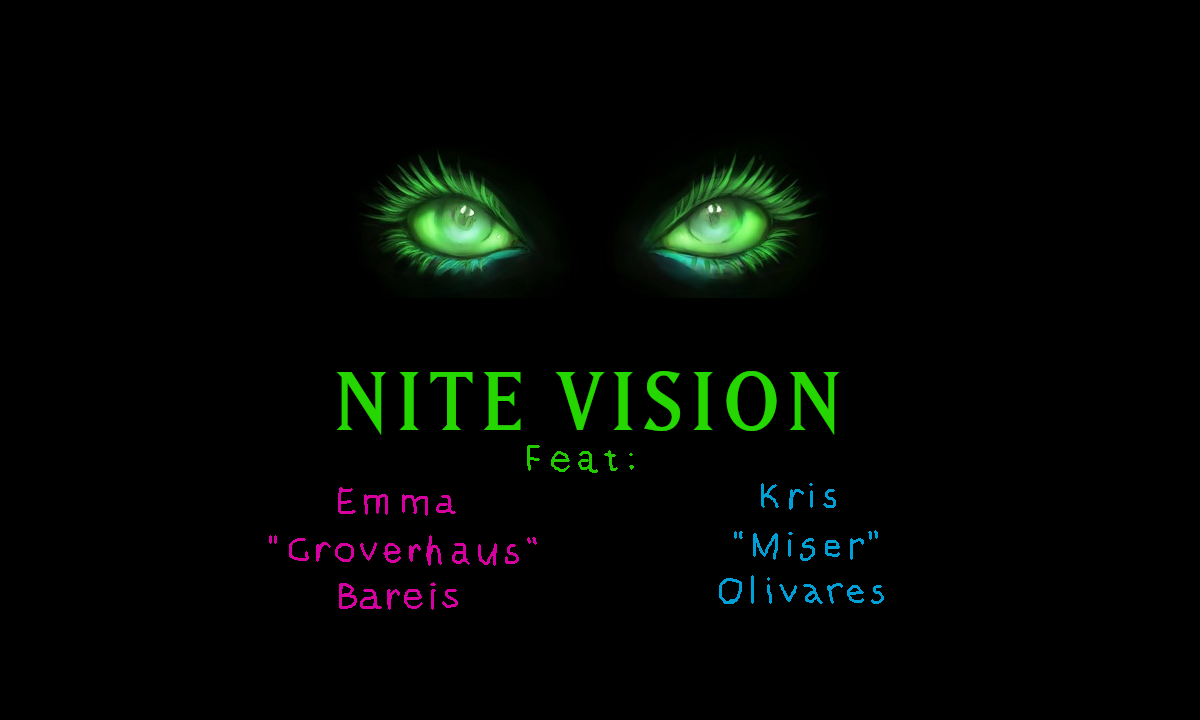 NITE VISION
Feat:
Emma
"Groverhaus"
Bareis
Kris
"Miser"
Olivares